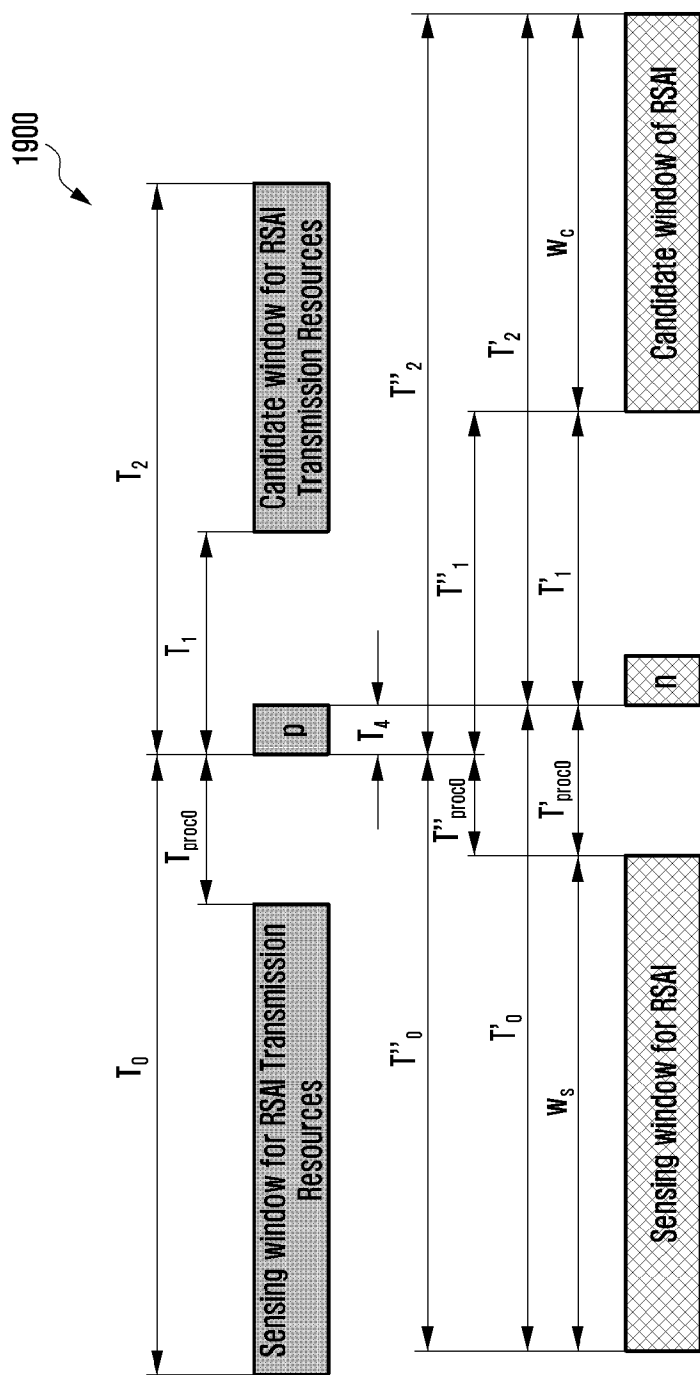 1900
T₀
T₂
Tproc0
T₁
Sensing window for RSAI Transmission
Resources
p
Candidate window for RSAI
Transmission Resources
T₄
T''₀
T''₂
T''proc0
T''₁
T'₀
T'₂
Wₛ
T'proc0
T'₁
W꜀
Sensing window for RSAI
n
Candidate window of RSAI